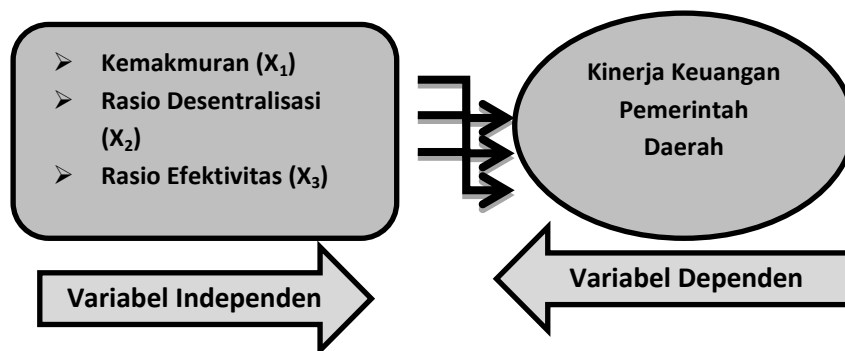 ➢ Kemakmuran (X₁)
➢ Rasio Desentralisasi
(X₂)
➢ Rasio Efektivitas (X₃)
Kinerja Keuangan
Pemerintah
Daerah
Variabel Independen
Variabel Dependen